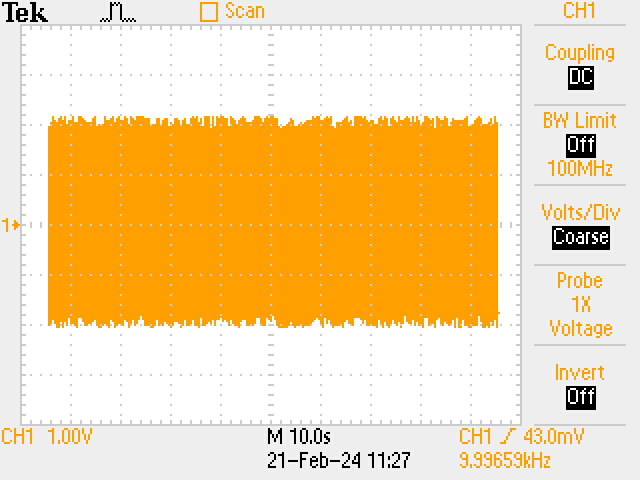 Tek
Scan
CH1
Coupling
DC
BW Limit
Off
100MHz
Volts/Div
Coarse
Probe
1X
Voltage
Invert
Off
1
CH1 1.00V
M 10.0s
CH1 43.0mV
21-Feb-24 11:27
9.99659kHz